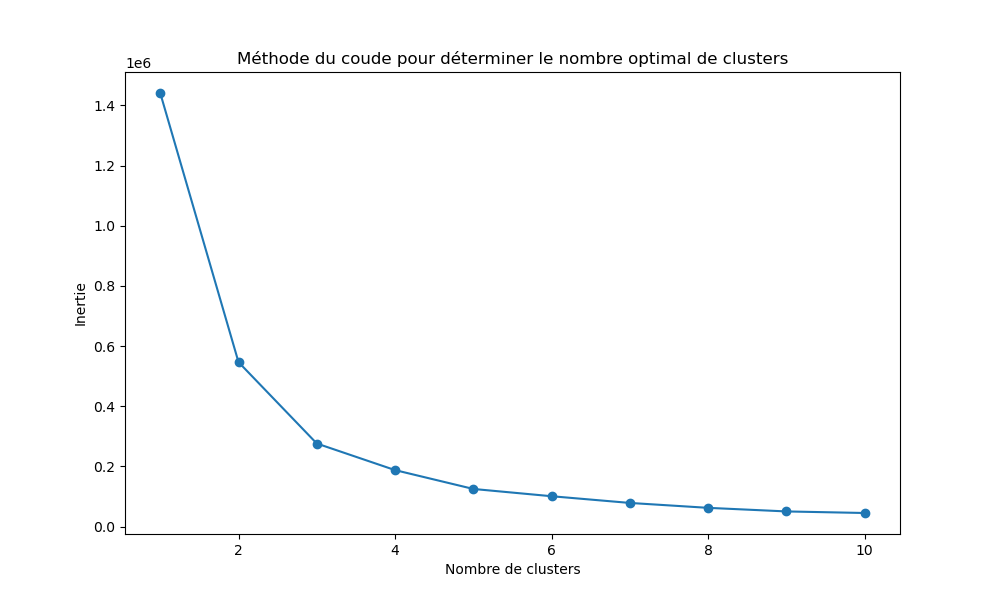 Méthode du coude pour déterminer le nombre optimal de clusters
1e6
1.4
1.2
1.0
0.8
0.6
0.4
0.2
0.0
Inertie
2 4 6 8 10
Nombre de clusters